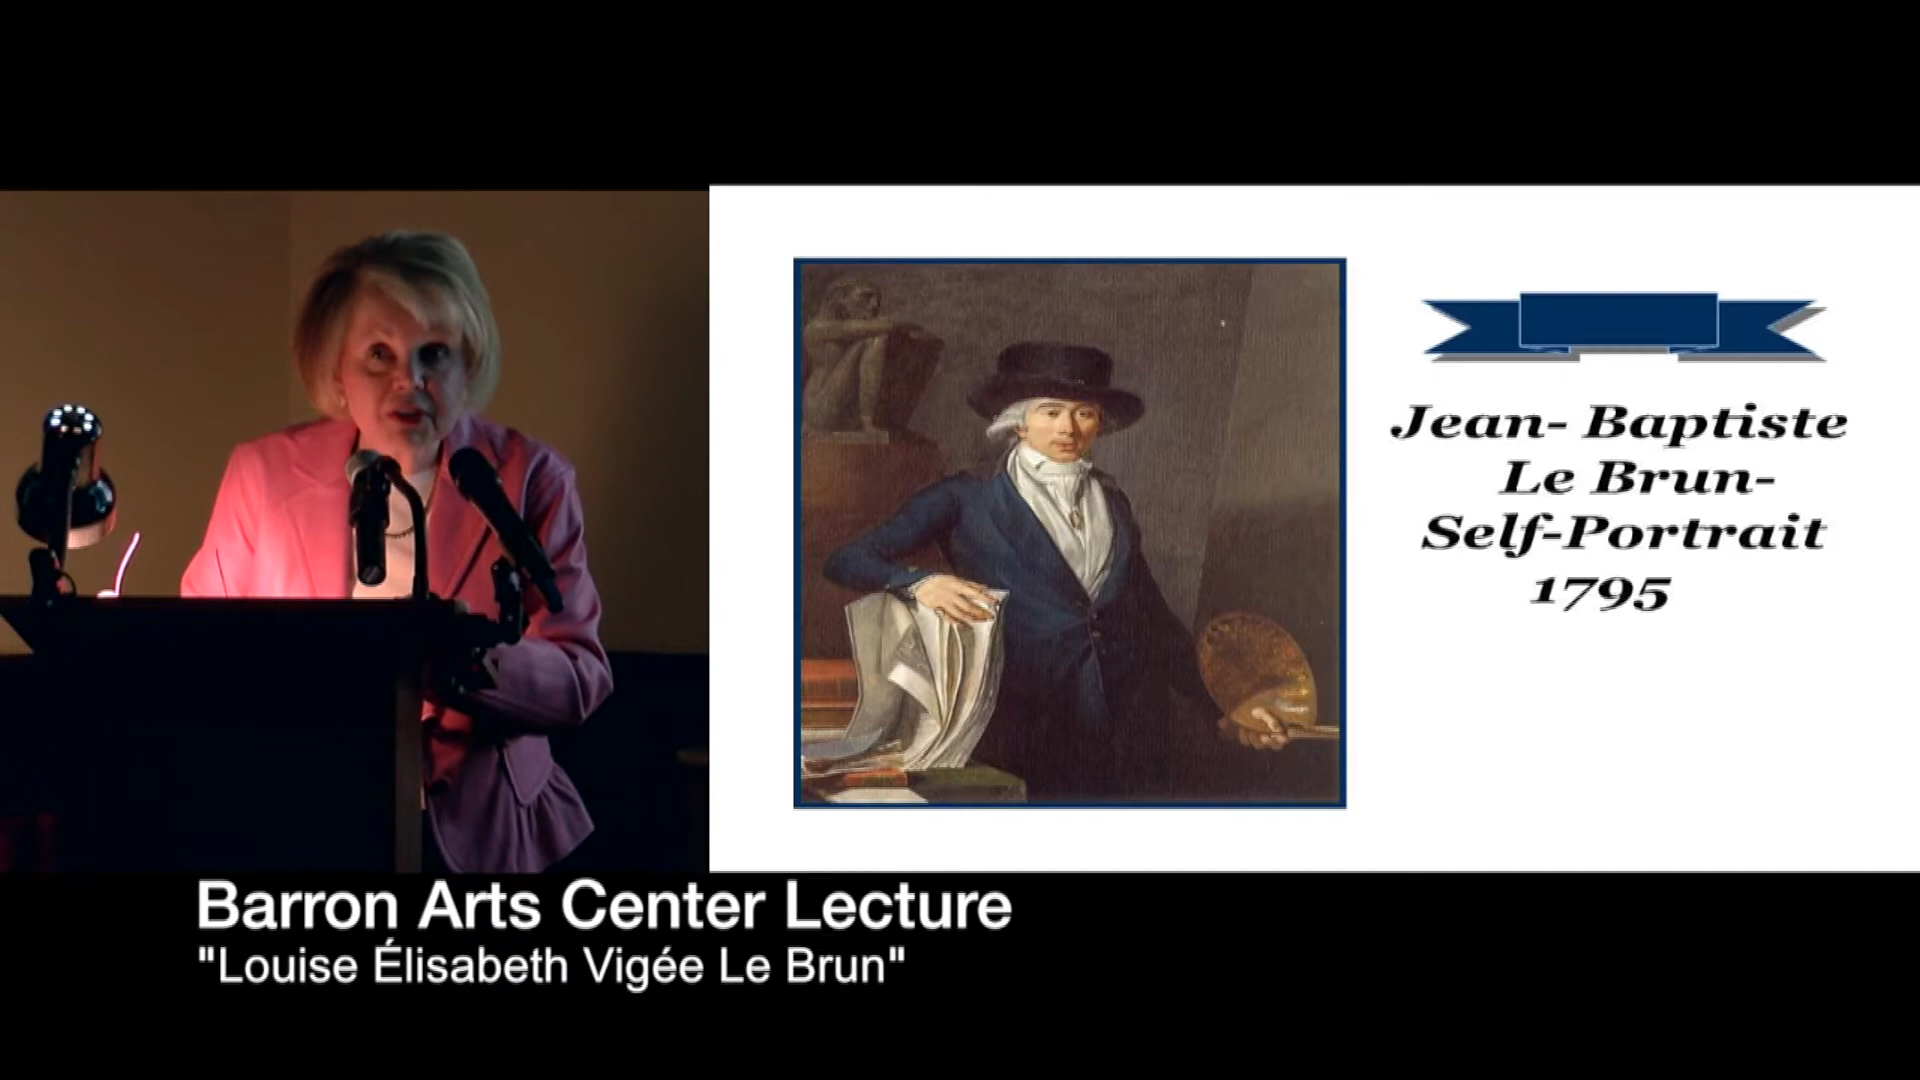 Jean- Baptiste
Le Brun-
Self-Portrait
1795
Barron Arts Center Lecture
"Louise Élisabeth Vigée Le Brun"